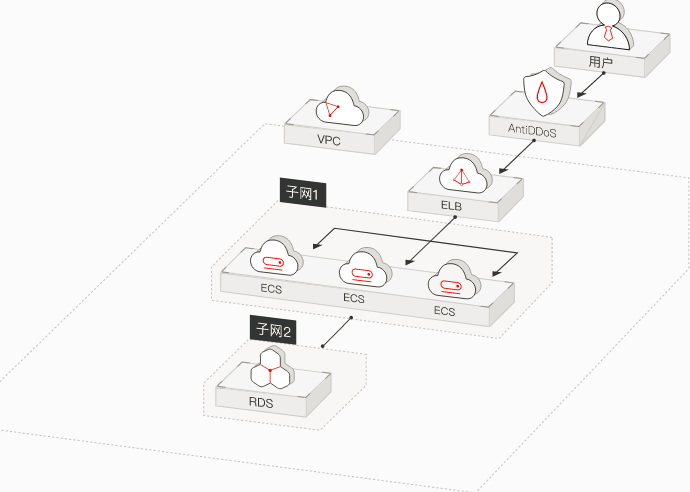 用户
AntiDDoS
VPC
ELB
子网1
ECS
ECS
ECS
子网2
RDS